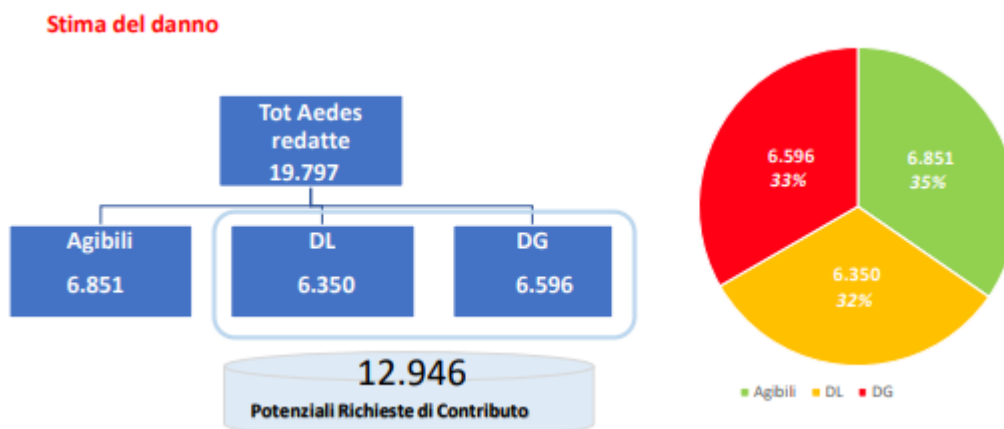 Stima del danno
Tot Aedes
redatte
19.797
Agibili
6.851
DL
6.350
DG
6.596
12.946
Potenziali Richieste di Contributo
6.596
33%
6.851
35%
6.350
32%
Agibili DL DG